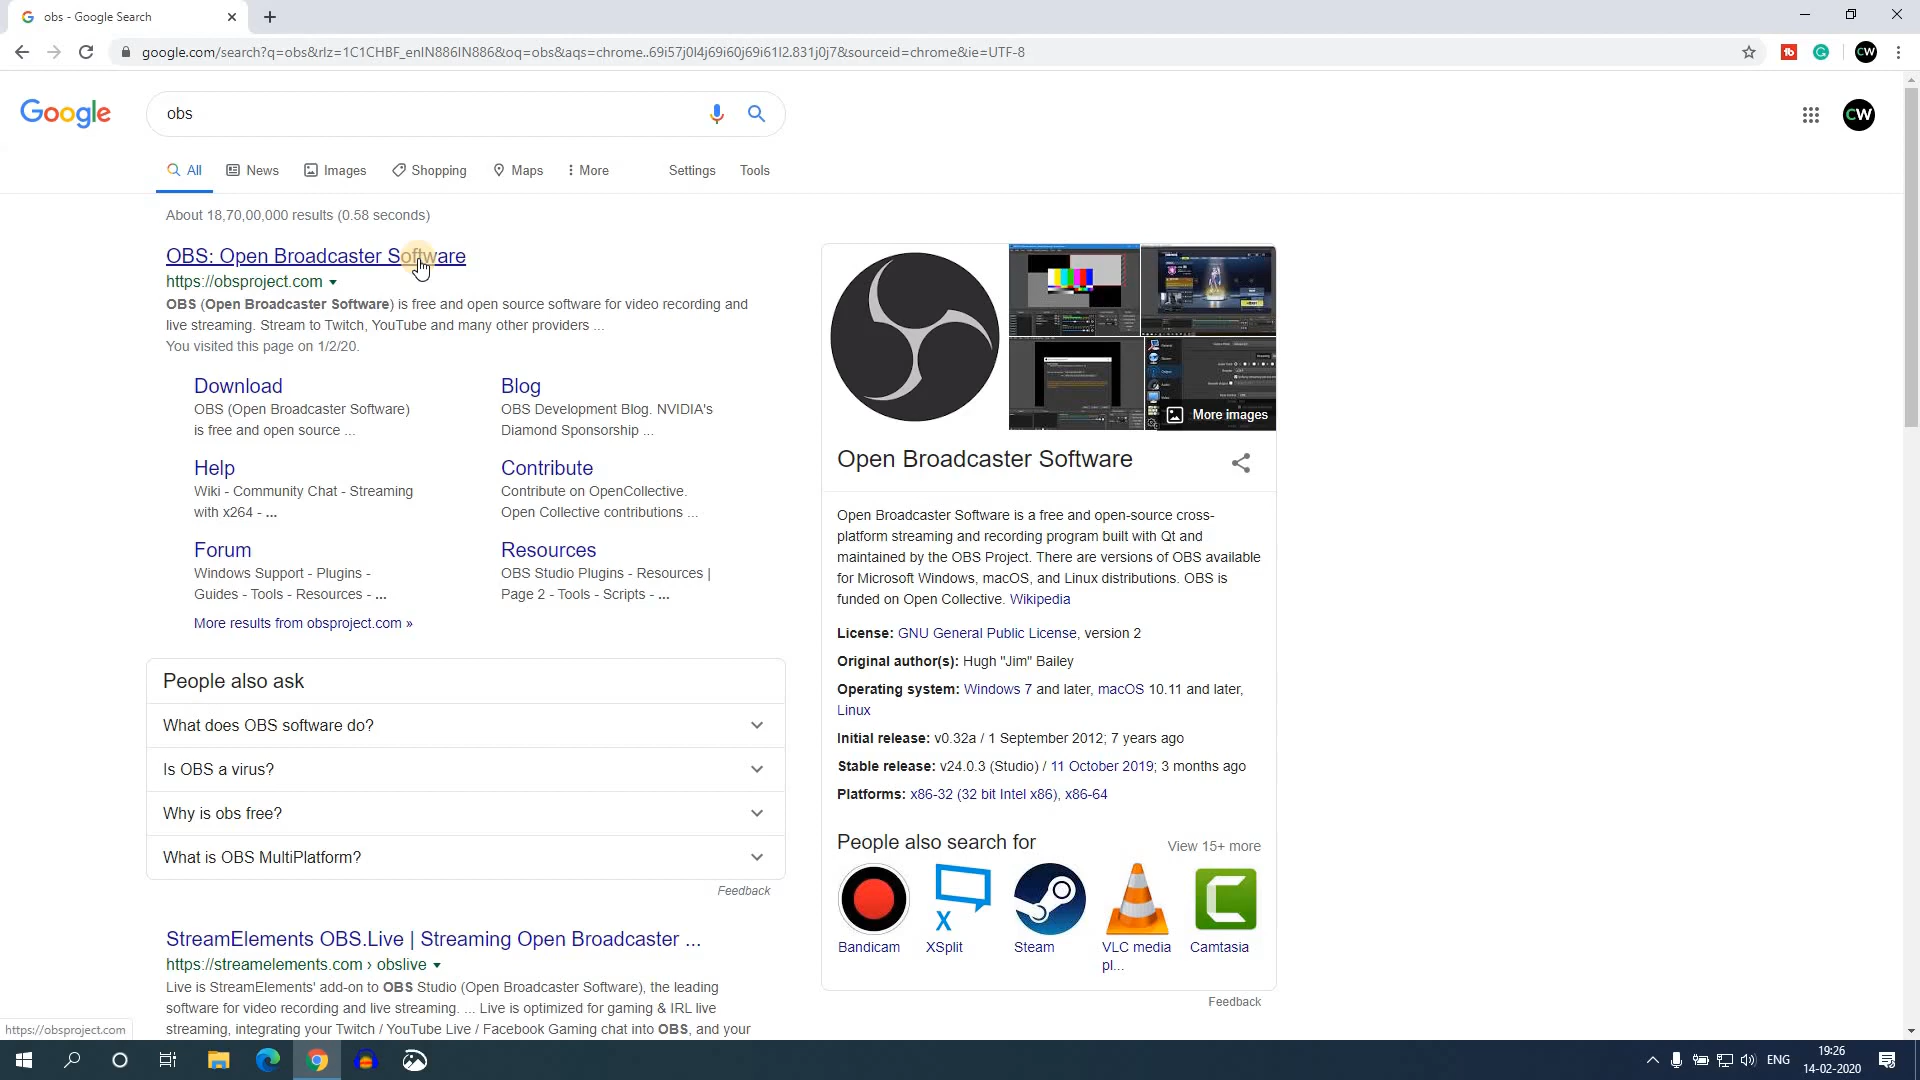 obs - Google Search
google.com/search?q=obs&rlz=1C1CHBF_enIN886IN886&oq=obs&aqs=chrome..69i57j0l4j69i60j69i61l2.831j0j7&sourceid=chrome&ie=UTF-8
CW
Google
obs
CW
All
News
Images
Shopping
Maps
More
Settings
Tools
About 18,70,00,000 results (0.58 seconds)
OBS: Open Broadcaster Software
https://obsproject.com
OBS (Open Broadcaster Software) is free and open source software for video recording and
live streaming. Stream to Twitch, YouTube and many other providers ...
You visited this page on 1/2/20.
Download
OBS (Open Broadcaster Software)
is free and open source ...
Blog
OBS Development Blog. NVIDIA's
Diamond Sponsorship ...
Help
Wiki - Community Chat - Streaming
with x264 - ...
Contribute
Contribute on OpenCollective.
Open Collective contributions ...
Forum
Windows Support - Plugins -
Guides - Tools - Resources - ...
Resources
OBS Studio Plugins - Resources |
Page 2 - Tools - Scripts - ...
More results from obsproject.com »
People also ask
What does OBS software do?
Is OBS a virus?
Why is obs free?
What is OBS MultiPlatform?
Feedback
StreamElements OBS.Live | Streaming Open Broadcaster ...
https://streamelements.com › obslive
Live is StreamElements' add-on to OBS Studio (Open Broadcaster Software), the leading
software for video recording and live streaming. ... Live is optimized for gaming & IRL live
streaming, integrating your Twitch / YouTube Live / Facebook Gaming chat into OBS, and your
More images
Open Broadcaster Software
Open Broadcaster Software is a free and open-source cross-
platform streaming and recording program built with Qt and
maintained by the OBS Project. There are versions of OBS available
for Microsoft Windows, macOS, and Linux distributions. OBS is
funded on Open Collective. Wikipedia
License: GNU General Public License, version 2
Original author(s): Hugh "Jim" Bailey
Operating system: Windows 7 and later, macOS 10.11 and later,
Linux
Initial release: v0.32a / 1 September 2012; 7 years ago
Stable release: v24.0.3 (Studio) / 11 October 2019; 3 months ago
Platforms: x86-32 (32 bit Intel x86), x86-64
People also search for
View 15+ more
Bandicam
XSplit
Steam
VLC media
pl...
Camtasia
Feedback
https://obsproject.com
ENG
19:26
14-02-2020